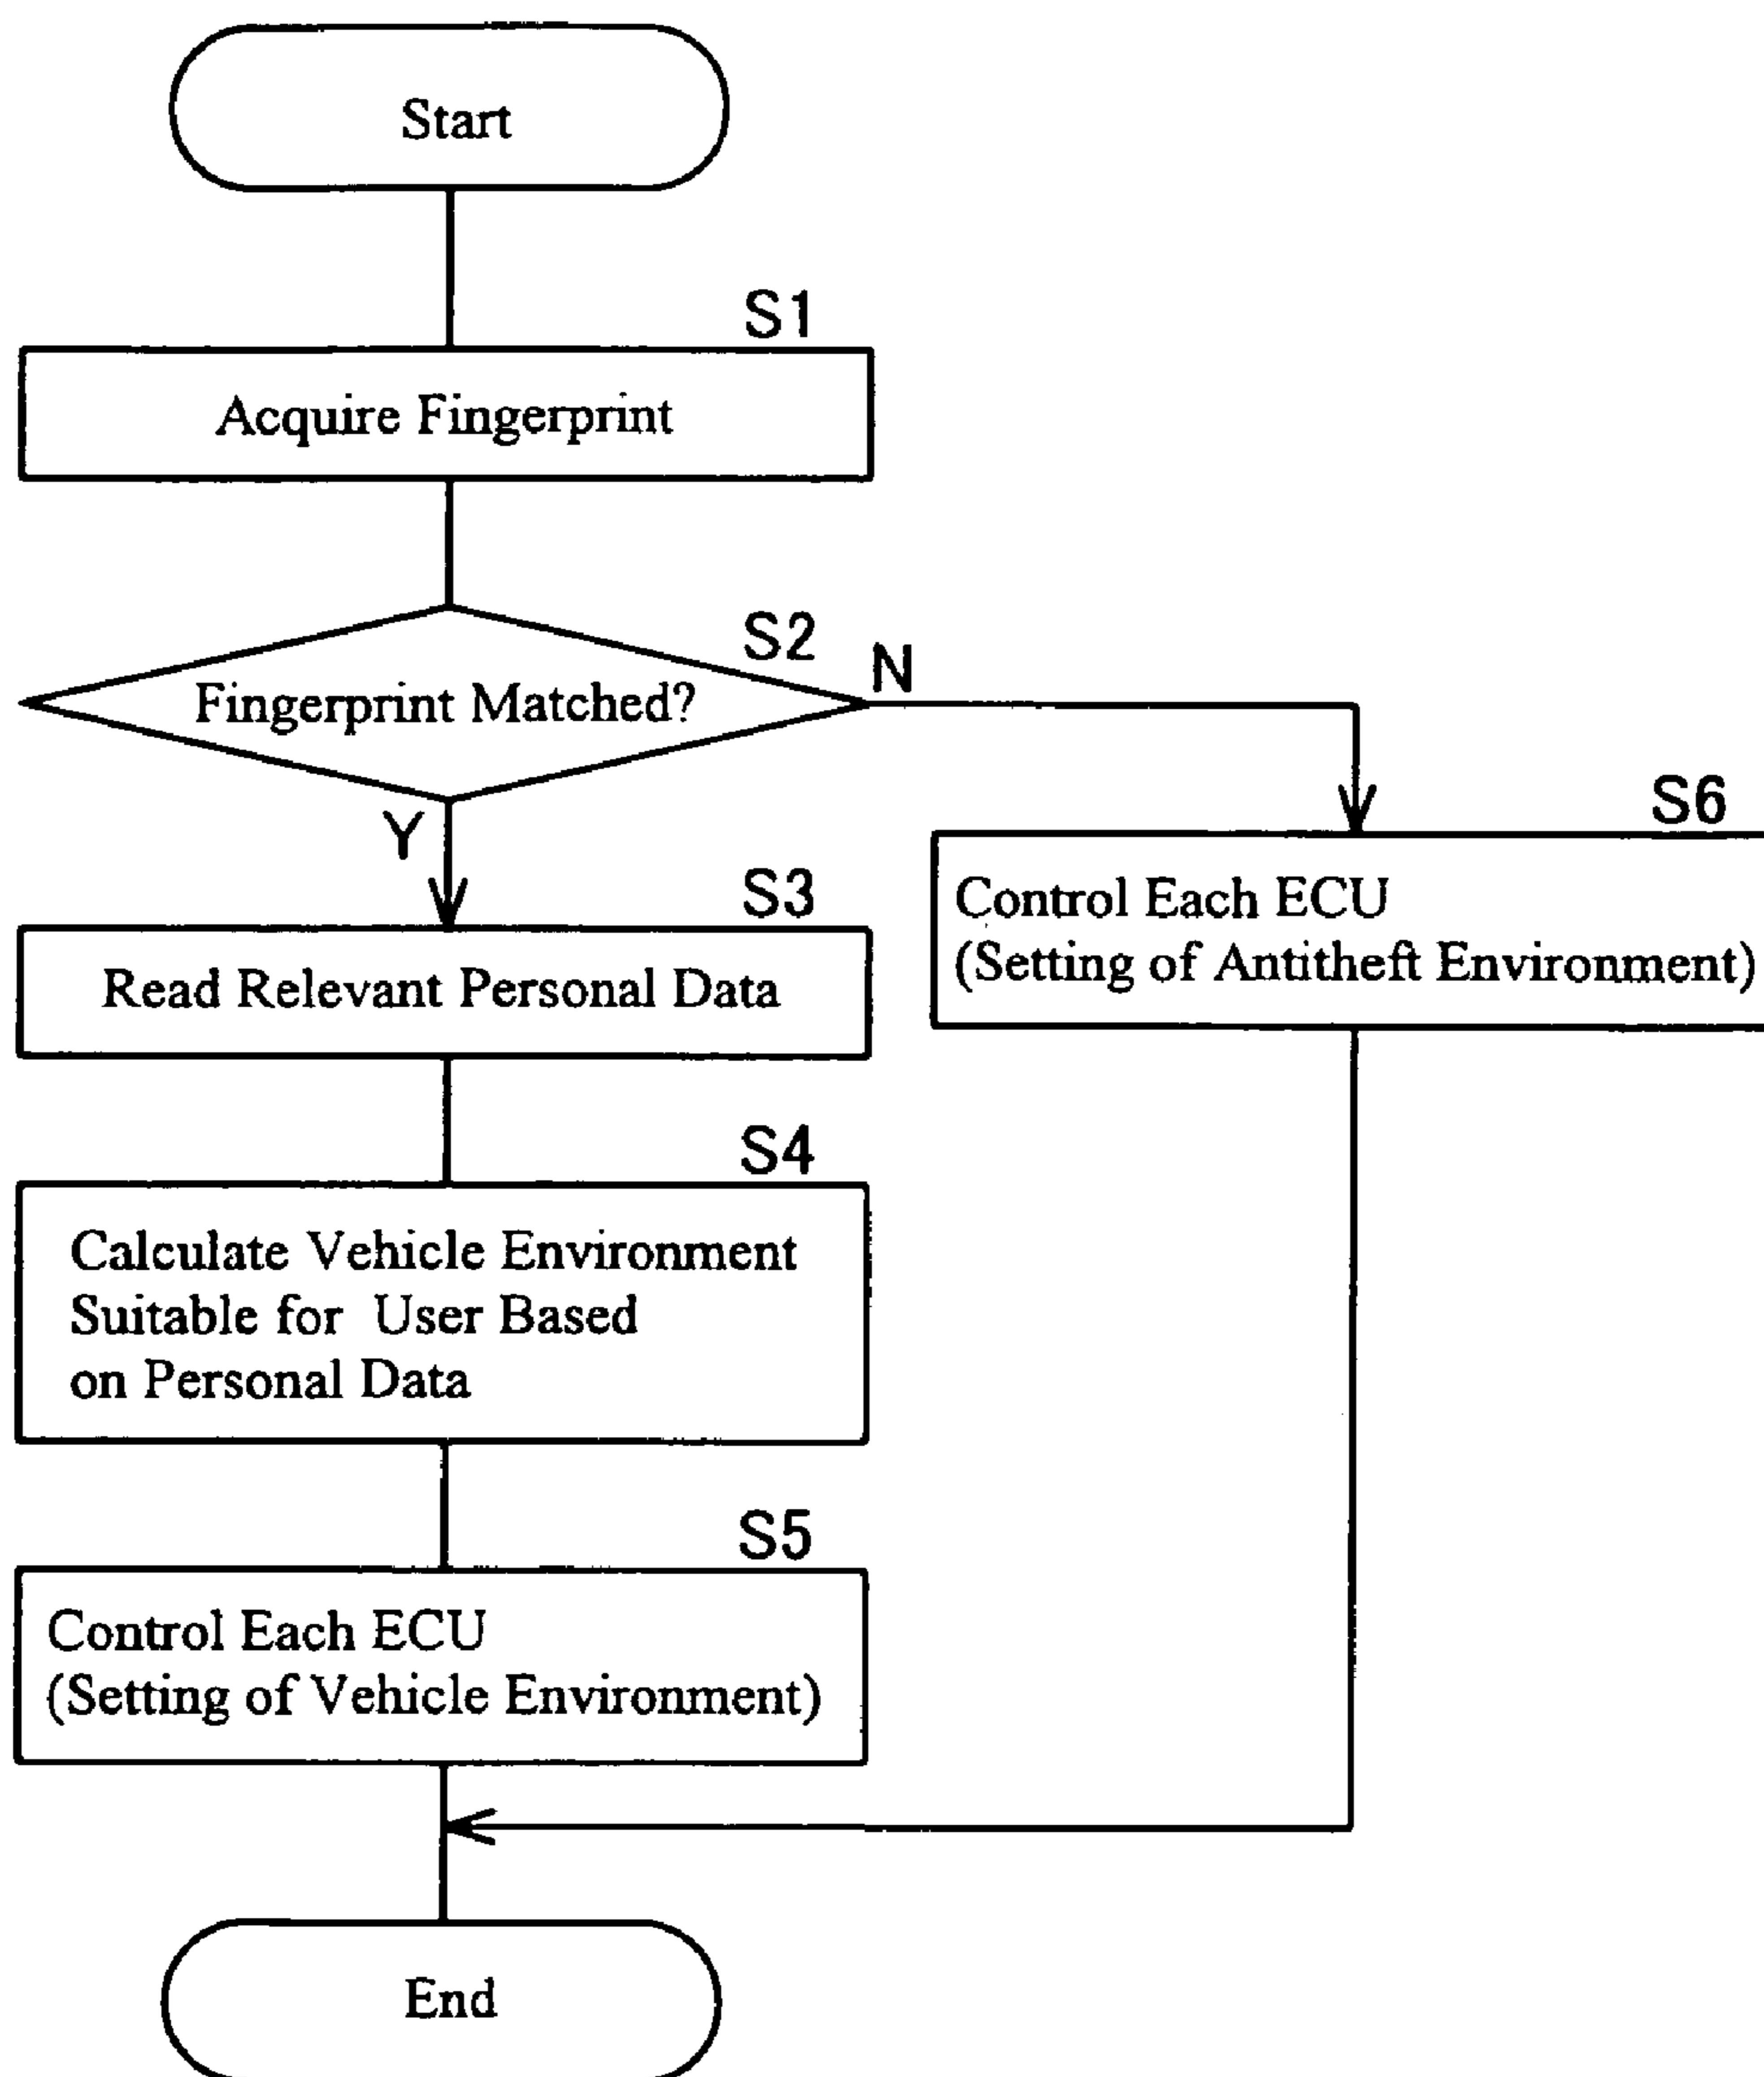 Start
S1
Acquire Fingerprint
S2
Fingerprint Matched?
N
Y
S3
Read Relevant Personal Data
S6
Control Each ECU
(Setting of Antitheft Environment)
S4
Calculate Vehicle Environment
Suitable for User Based
on Personal Data
S5
Control Each ECU
(Setting of Vehicle Environment)
End